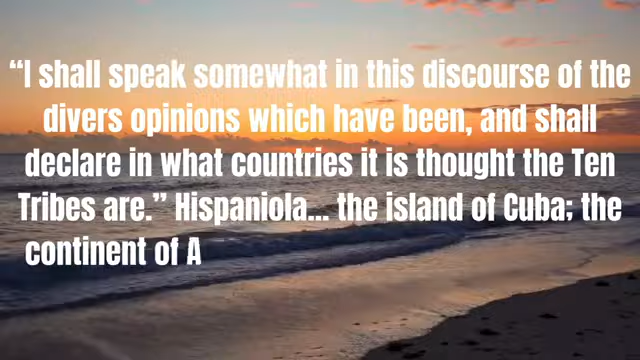 “I shall speak somewhat in this discourse of the
divers opinions which have been, and shall
declare in what countries it is thought the Ten
Tribes are.” Hispaniola... the island of Cuba; the
continent of A